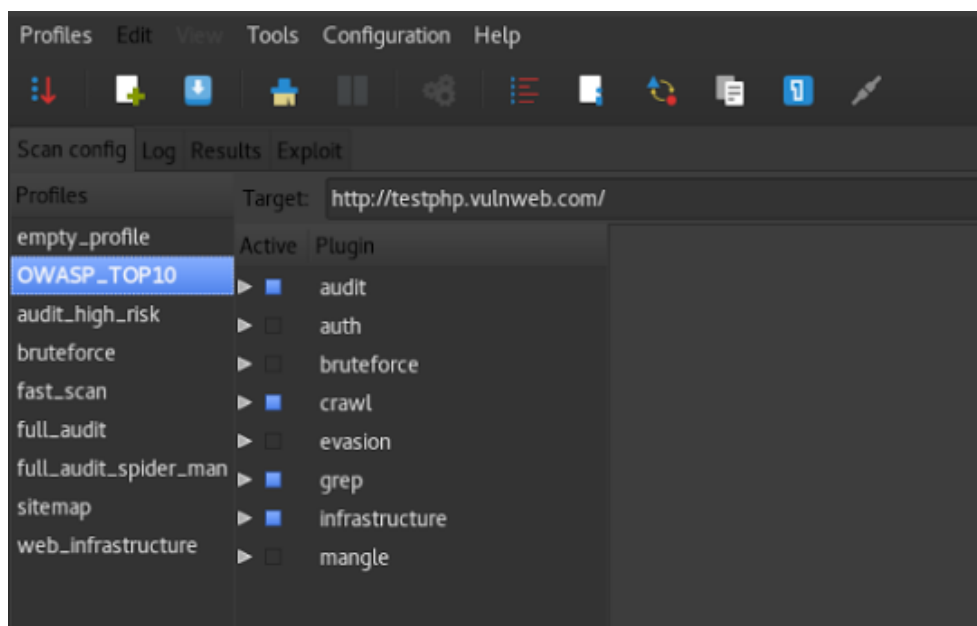 Profiles Edit View Tools Configuration Help
Scan config Log Results Exploit
Profiles
Target: http://testphp.vulnweb.com/
empty_profile
OWASP_TOP10
audit_high_risk
bruteforce
fast_scan
full_audit
full_audit_spider_man
sitemap
web_infrastructure
Active Plugin
audit
auth
bruteforce
crawl
evasion
grep
infrastructure
mangle